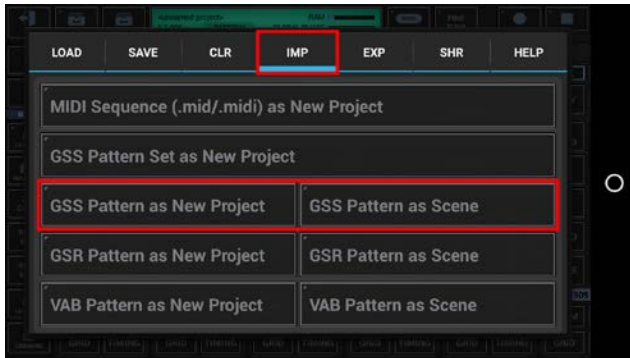 LOAD SAVE CLR IMP EXP SHR HELP
MIDI Sequence (.mid/.midi) as New Project
GSS Pattern Set as New Project
GSS Pattern as New Project GSS Pattern as Scene
GSR Pattern as New Project GSR Pattern as Scene
VAB Pattern as New Project VAB Pattern as Scene